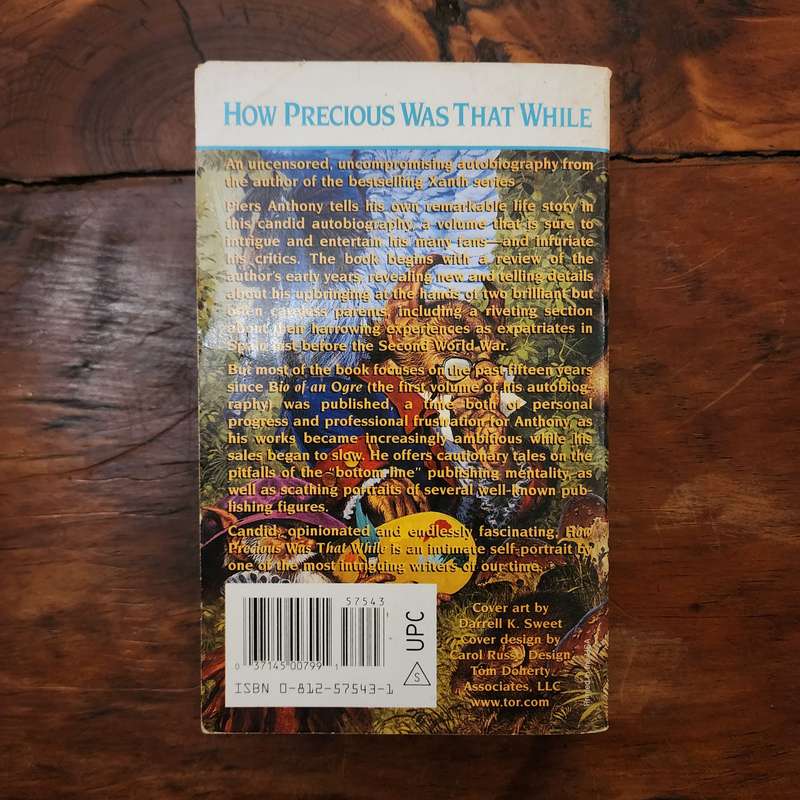 HOW PRECIOUS WAS THAT WHILE
An uncensored, uncompromising autobiography from
the author of the bestselling Xanth series
Piers Anthony tells his own remarkable life story in
this candid autobiography, a volume that is sure to
intrigue and entertain his many fans—and infuriate
his critics. The book begins with a review of the
author's early years, revealing new and telling details
about his upbringing at the hands of two brilliant but
often careless parents, including a riveting section
about their harrowing experiences as expatriates in
Spain just before the Second World War.
But most of the book focuses on the past fifteen years
since Bio of an Ogre (the first volume of his autobiog-
raphy) was published, a time both of personal
progress and professional frustration for Anthony, as
his works became increasingly ambitious while his
sales began to slow. He offers cautionary tales on the
pitfalls of the "bottom line" publishing mentality as
well as scathing portraits of several well-known pub-
lishing figures.
Candid, opinionated and endlessly fascinating, How
Precious Was That While is an intimate self-portrait by
one of the most intriguing writers of our time.
57543
0 37145 00799 1
UPC
S
ISBN 0-812-57543-1
Cover art by
Darrell K. Sweet
Cover design by
Carol Russo Design
Tom Doherty
Associates, LLC
www.tor.com